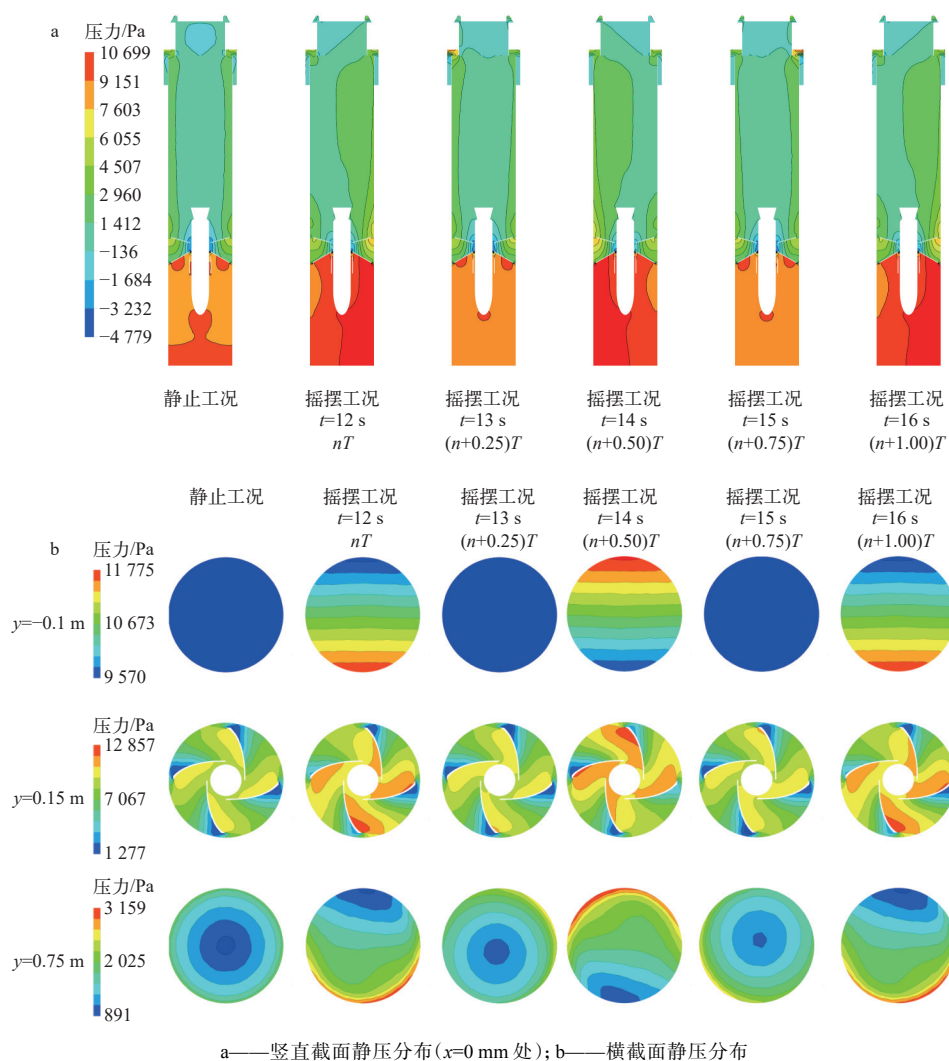 a
压力/Pa
10 699
9 151
7 603
6 055
4 507
2 960
1 412
−136
−1 684
−3 232
−4 779
静止工况 摇摆工况 摇摆工况 摇摆工况 摇摆工况 摇摆工况
t=12 s t=13 s t=14 s t=15 s t=16 s
nT (n+0.25)T (n+0.50)T (n+0.75)T (n+1.00)T
静止工况 摇摆工况 摇摆工况 摇摆工况 摇摆工况 摇摆工况
t=12 s t=13 s t=14 s t=15 s t=16 s
nT (n+0.25)T (n+0.50)T (n+0.75)T (n+1.00)T
b
压力/Pa
11 775
y=−0.1 m 10 673
9 570
压力/Pa
12 857
y=0.15 m 7 067
1 277
压力/Pa
3 159
y=0.75 m 2 025
891
a——竖直截面静压分布(x=0 mm 处); b——横截面静压分布